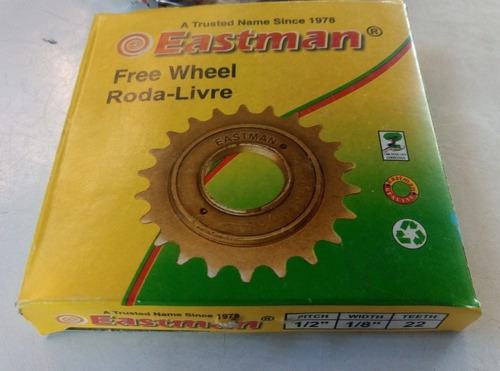 A Trusted Name Since 1978
Eastman®
Free Wheel
Roda-Livre
EASTMAN
A Trusted Name Since 1978
Eastman®
PITCH WIDTH TEETH
1/2" 1/8" 22